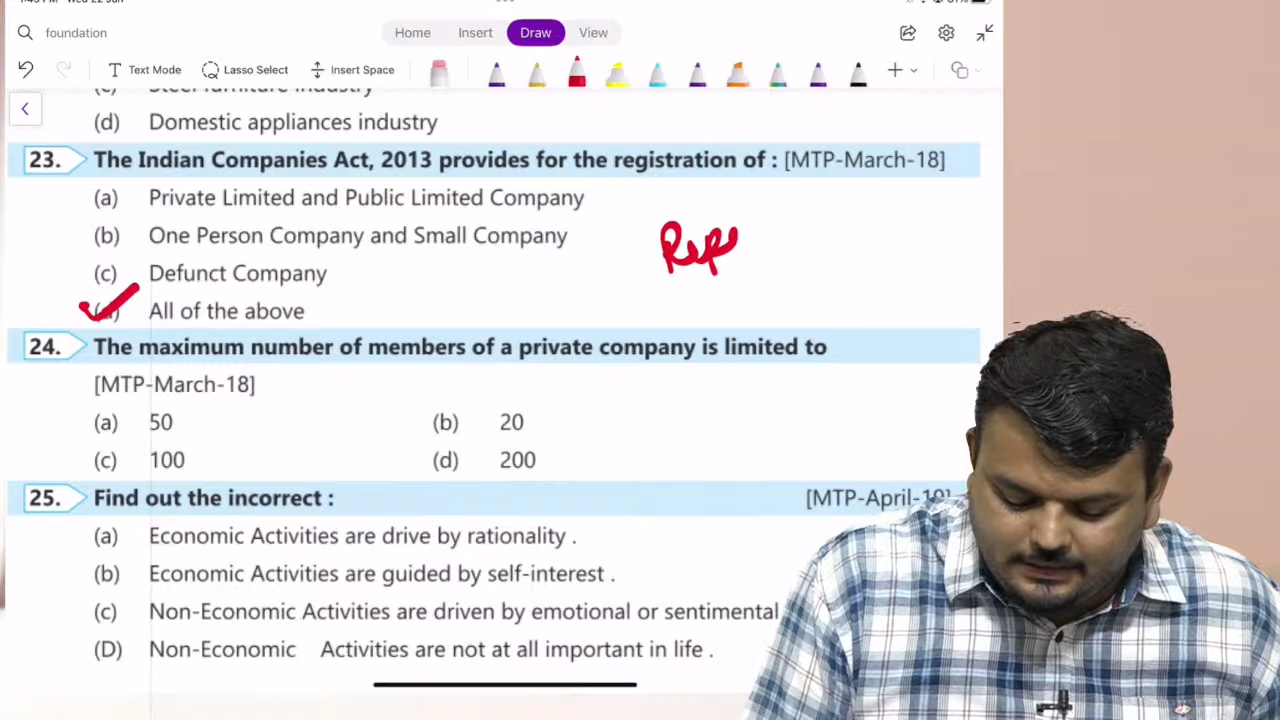 foundation
Home Insert Draw View
Text Mode Lasso Select Insert Space
(d) Domestic appliances industry
23. The Indian Companies Act, 2013 provides for the registration of : [MTP-March-18]
(a) Private Limited and Public Limited Company
(b) One Person Company and Small Company
Repe
(c) Defunct Company
(d) All of the above
24. The maximum number of members of a private company is limited to
[MTP-March-18]
(a) 50 (b) 20
(c) 100 (d) 200
25. Find out the incorrect : [MTP-April-19]
(a) Economic Activities are drive by rationality .
(b) Economic Activities are guided by self-interest .
(c) Non-Economic Activities are driven by emotional or sentimental
(D) Non-Economic Activities are not at all important in life .